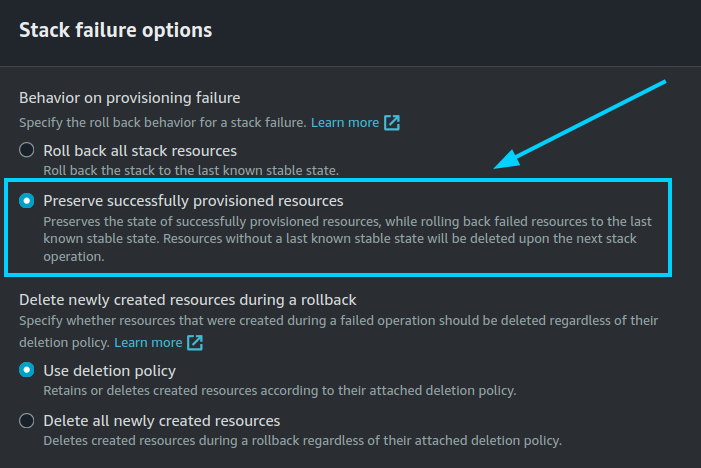 Stack failure options
Behavior on provisioning failure
Specify the roll back behavior for a stack failure. Learn more
Roll back all stack resources
Roll back the stack to the last known stable state.
Preserve successfully provisioned resources
Preserves the state of successfully provisioned resources, while rolling back failed resources to the last
known stable state. Resources without a last known stable state will be deleted upon the next stack
operation.
Delete newly created resources during a rollback
Specify whether resources that were created during a failed operation should be deleted regardless of their
deletion policy. Learn more
Use deletion policy
Retains or deletes created resources according to their attached deletion policy.
Delete all newly created resources
Deletes created resources during a rollback regardless of their attached deletion policy.